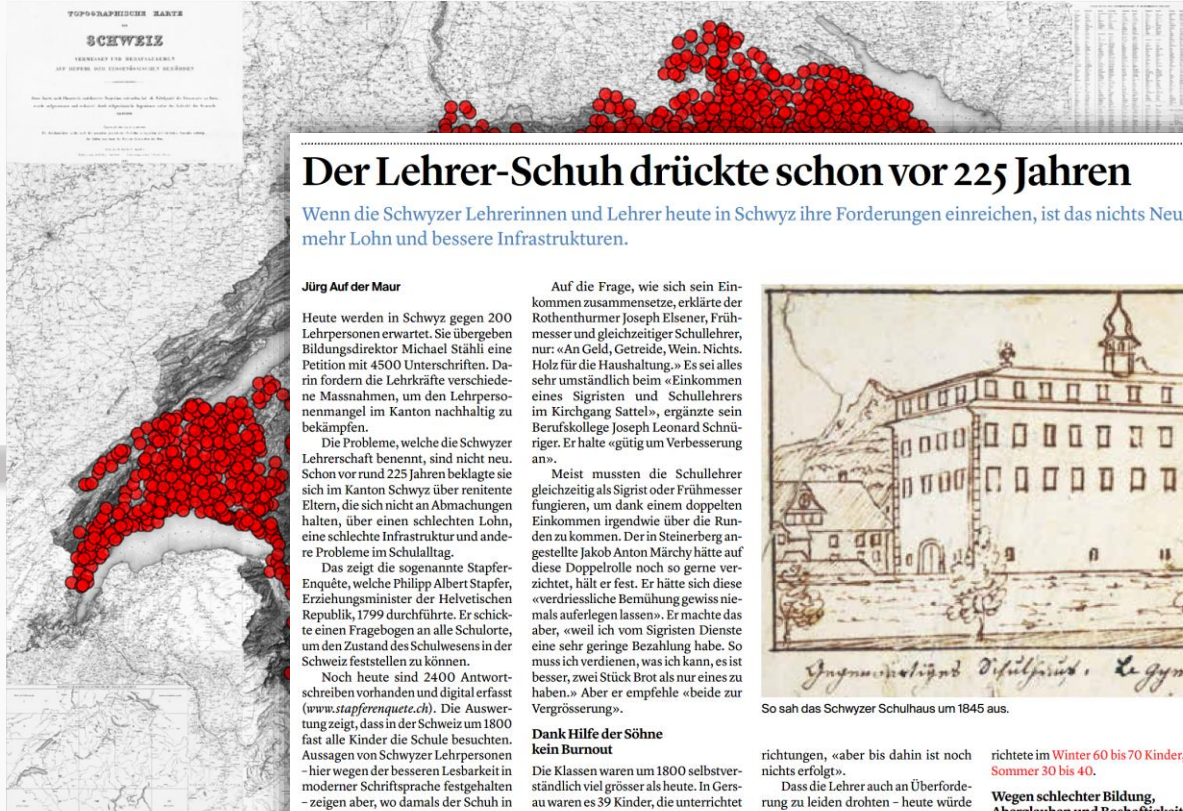 TOPOGRAPHISCHE KARTE
DER
SCHWEIZ
VERMESSEN UND HERAUSGEGEBEN
AUF BEFEHL DER EIDGENÖSSISCHEN BEHÖRDEN
Der Lehrer-Schuh drückte schon vor 225 Jahren
Wenn die Schwyzer Lehrerinnen und Lehrer heute in Schwyz ihre Forderungen einreichen, ist das nichts Neu
mehr Lohn und bessere Infrastrukturen.
Jürg Auf der Maur
Heute werden in Schwyz gegen 200
Lehrpersonen erwartet. Sie übergeben
Bildungsdirektor Michael Stähli eine
Petition mit 4500 Unterschriften. Da-
rin fordern die Lehrkräfte verschiede-
ne Massnahmen, um den Lehrperso-
nenmangel im Kanton nachhaltig zu
bekämpfen.
Die Probleme, welche die Schwyzer
Lehrerschaft benennt, sind nicht neu.
Schon vor rund 225 Jahren beklagte sie
sich im Kanton Schwyz über renitente
Eltern, die sich nicht an Abmachungen
halten, über einen schlechten Lohn,
eine schlechte Infrastruktur und ande-
re Probleme im Schulalltag.
Das zeigt die sogenannte Stapfer-
Enquête, welche Philipp Albert Stapfer,
Erziehungsminister der Helvetischen
Republik, 1799 durchführte. Er schick-
te einen Fragebogen an alle Schulorte,
um den Zustand des Schulwesens in der
Schweiz feststellen zu können.
Noch heute sind 2400 Antwort-
schreiben vorhanden und digital erfasst
(www.stapferenquete.ch). Die Auswer-
tung zeigt, dass in der Schweiz um 1800
fast alle Kinder die Schule besuchten.
Aussagen von Schwyzer Lehrpersonen
– hier wegen der besseren Lesbarkeit in
moderner Schriftsprache festgehalten
– zeigen aber, wo damals der Schuh in
Auf die Frage, wie sich sein Ein-
kommen zusammensetze, erklärte der
Rothenthurmer Joseph Elsener, Früh-
messer und gleichzeitiger Schullehrer,
nur: «An Geld, Getreide, Wein. Nichts.
Holz für die Haushaltung.» Es sei alles
sehr umständlich beim «Einkommen
eines Sigristen und Schullehrers
im Kirchgang Sattel», ergänzte sein
Berufskollege Joseph Leonard Schnü-
riger. Er halte «gütig um Verbesserung
an».
Meist mussten die Schullehrer
gleichzeitig als Sigrist oder Frühmesser
fungieren, um dank einem doppelten
Einkommen irgendwie über die Run-
den zu kommen. Der in Steinerberg an-
gestellte Jakob Anton Märchy hätte auf
diese Doppelrolle noch so gerne ver-
zichtet, hält er fest. Er hätte sich diese
«verdriessliche Bemühung gewiss nie-
mals auferlegen lassen». Er machte das
aber, «weil ich vom Sigristen Dienste
eine sehr geringe Bezahlung habe. So
muss ich verdienen, was ich kann, es ist
besser, zwei Stück Brot als nur eines zu
haben.» Aber er empfehle «beide zur
Vergrösserung».
Dank Hilfe der Söhne
kein Burnout
Die Klassen waren um 1800 selbstver-
ständlich viel grösser als heute. In Gers-
au waren es 39 Kinder, die unterrichtet
Gegenwärtiges Schulhaus. Le Gym
So sah das Schwyzer Schulhaus um 1845 aus.
richtungen, «aber bis dahin ist noch
nichts erfolgt».
Dass die Lehrer auch an Überforde-
rung zu leiden drohten – heute würde
richtete im Winter 60 bis 70 Kinder,
Sommer 30 bis 40.
Wegen schlechter Bildung,
Aberglauben und Boshaftigkeit